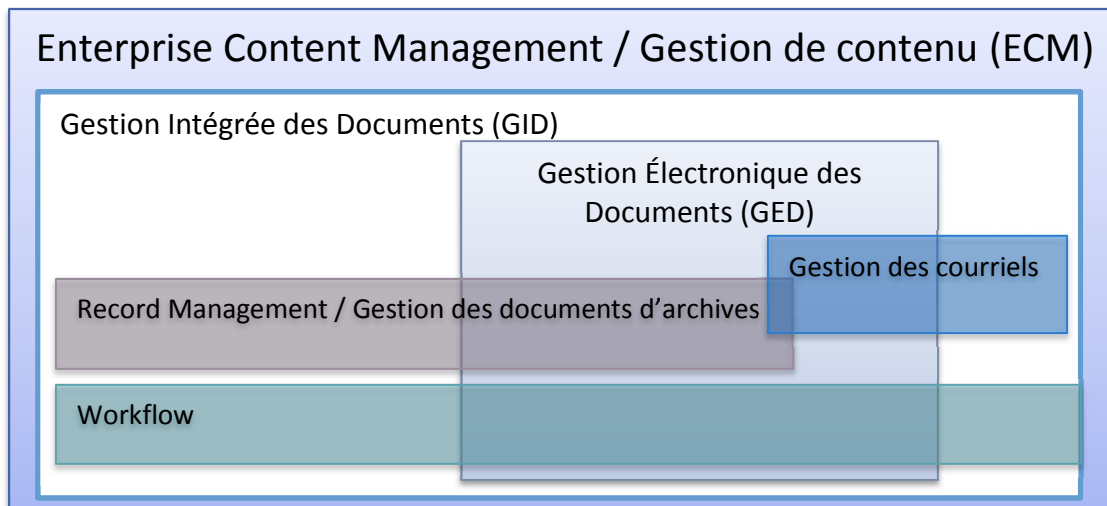 Enterprise Content Management / Gestion de contenu (ECM)
Gestion Intégrée des Documents (GID)
Gestion Électronique des
Documents (GED)
Gestion des courriels
Record Management / Gestion des documents d’archives
Workflow